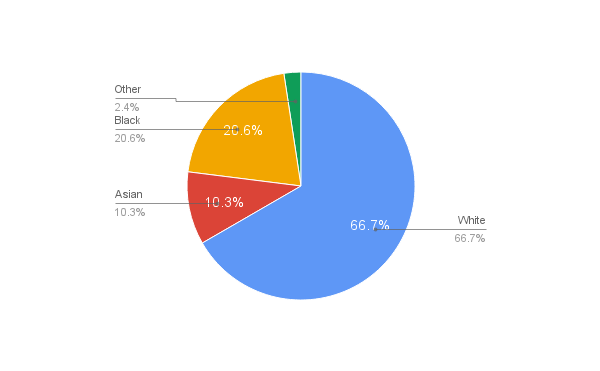 Other
2.4%
Black
20.6%
20.6%
Asian
10.3%
10.3%
66.7%
White
66.7%